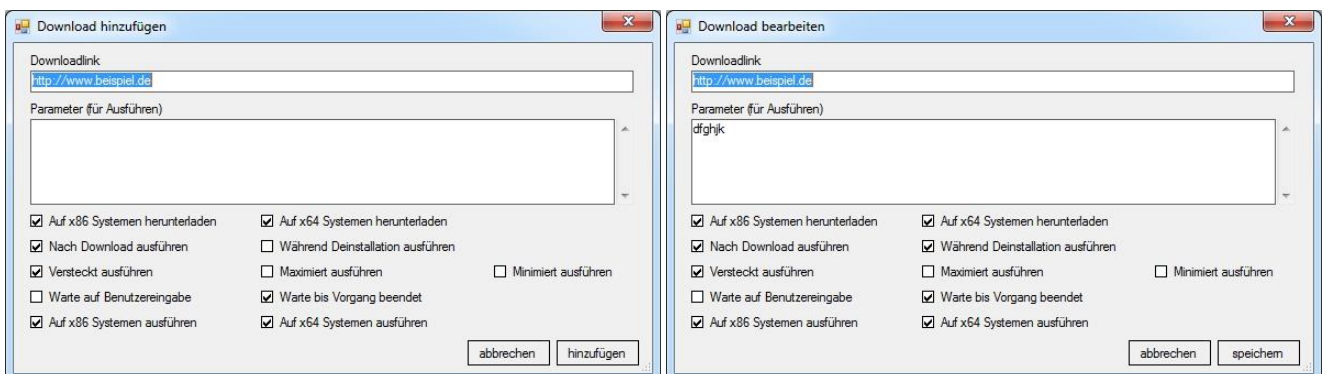 Download hinzufügen
Downloadlink
http://www.beispiel.de
Parameter (für Ausführen)
Auf x86 Systemen herunterladen Auf x64 Systemen herunterladen
Nach Download ausführen Während Deinstallation ausführen
Versteckt ausführen Maximiert ausführen Minimiert ausführen
Warte auf Benutzereingabe Warte bis Vorgang beendet
Auf x86 Systemen ausführen Auf x64 Systemen ausführen
abbrechen hinzufügen
Download bearbeiten
Downloadlink
http://www.beispiel.de
Parameter (für Ausführen)
dfghjk
Auf x86 Systemen herunterladen Auf x64 Systemen herunterladen
Nach Download ausführen Während Deinstallation ausführen
Versteckt ausführen Maximiert ausführen Minimiert ausführen
Warte auf Benutzereingabe Warte bis Vorgang beendet
Auf x86 Systemen ausführen Auf x64 Systemen ausführen
abbrechen speichern